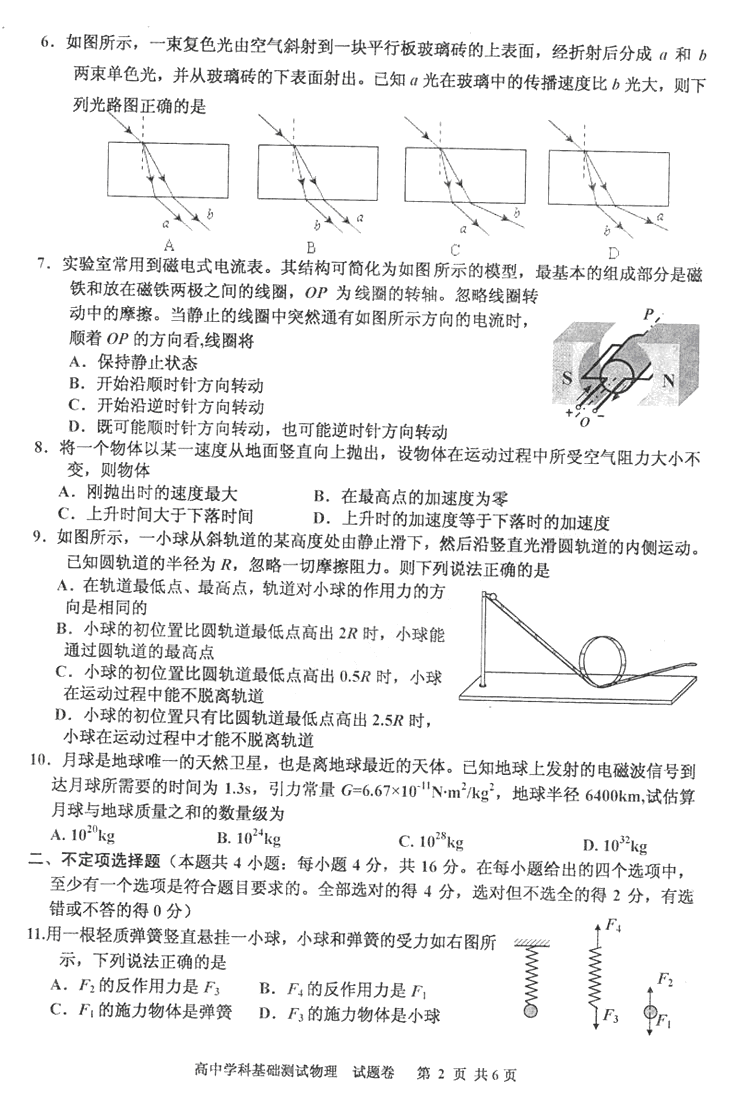 6．如图所示，一束复色光由空气斜射到一块平行板玻璃砖的上表面，经折射后分成 a 和 b
两束单色光，并从玻璃砖的下表面射出。已知 a 光在玻璃中的传播速度比 b 光大，则下
列光路图正确的是
a b a b a b a b
A B C D
7．实验室常用到磁电式电流表。其结构可简化为如图所示的模型，最基本的组成部分是磁
铁和放在磁铁两极之间的线圈，OP 为线圈的转轴。忽略线圈转
动中的摩擦。当静止的线圈中突然通有如图所示方向的电流时，
顺着 OP 的方向看,线圈将
A．保持静止状态
B．开始沿顺时针方向转动
C．开始沿逆时针方向转动
D．既可能顺时针方向转动，也可能逆时针方向转动
P
S N
+ O −
8．将一个物体以某一速度从地面竖直向上抛出，设物体在运动过程中所受空气阻力大小不
变，则物体
A．刚抛出时的速度最大 B．在最高点的加速度为零
C．上升时间大于下落时间 D．上升时的加速度等于下落时的加速度
9．如图所示，一小球从斜轨道的某高度处由静止滑下，然后沿竖直光滑圆轨道的内侧运动。
已知圆轨道的半径为 R，忽略一切摩擦阻力。则下列说法正确的是
A．在轨道最低点、最高点，轨道对小球的作用力的方
向是相同的
B．小球的初位置比圆轨道最低点高出 2R 时，小球能
通过圆轨道的最高点
C．小球的初位置比圆轨道最低点高出 0.5R 时，小球
在运动过程中能不脱离轨道
D．小球的初位置只有比圆轨道最低点高出 2.5R 时，
小球在运动过程中才能不脱离轨道
10．月球是地球唯一的天然卫星，也是离地球最近的天体。已知地球上发射的电磁波信号到
达月球所需要的时间为 1.3s，引力常量 G=6.67×10⁻¹¹N·m²/kg²，地球半径 6400km,试估算
月球与地球质量之和的数量级为
A. 10²⁰kg B. 10²⁴kg C. 10²⁸kg D. 10³²kg
二、不定项选择题（本题共 4 小题：每小题 4 分，共 16 分。在每小题给出的四个选项中，
至少有一个选项是符合题目要求的。全部选对的得 4 分，选对但不选全的得 2 分，有选
错或不答的得 0 分）
11.用一根轻质弹簧竖直悬挂一小球，小球和弹簧的受力如右图所
示，下列说法正确的是
A．F₂ 的反作用力是 F₃ B．F₄ 的反作用力是 F₁
C．F₁ 的施力物体是弹簧 D．F₃ 的施力物体是小球
F₄
F₂
F₃
F₁
高中学科基础测试物理 试题卷 第 2 页 共 6 页